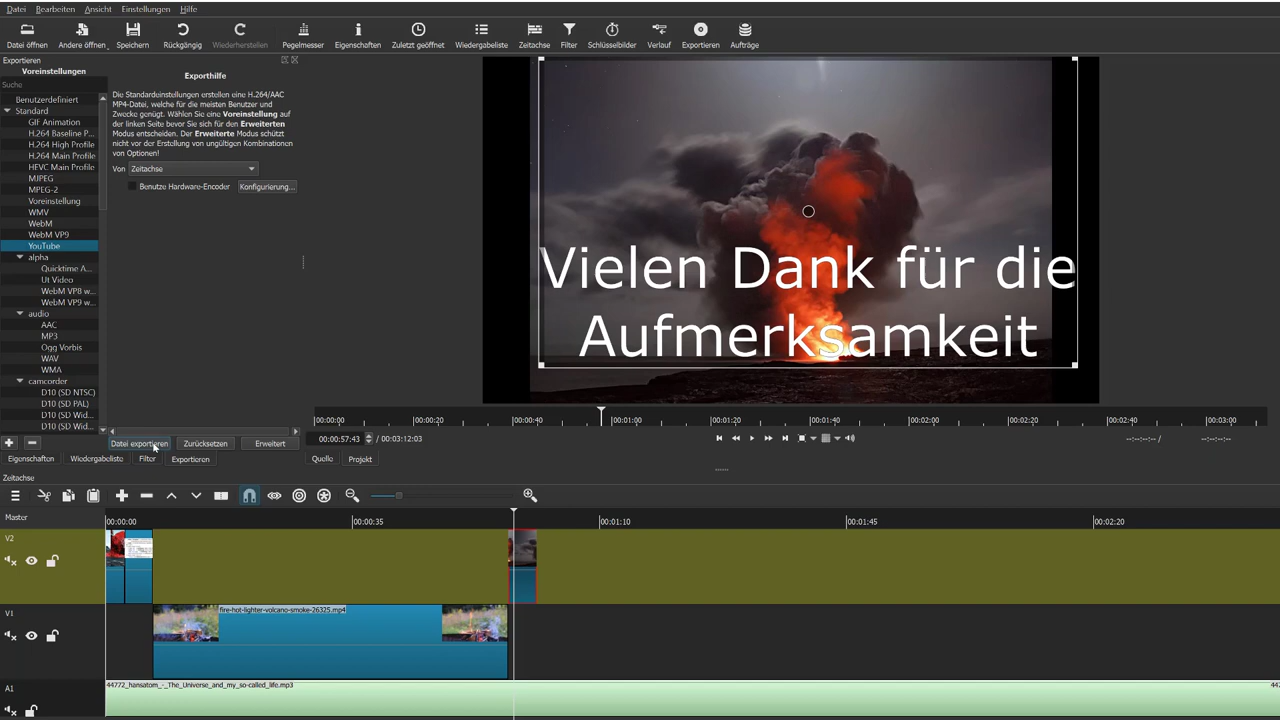 Datei Bearbeiten Ansicht Einstellungen Hilfe
Datei öffnen Andere öffnen Speichern Rückgängig Wiederherstellen Pegelmesser Eigenschaften Zuletzt geöffnet Wiedergabeliste Zeitachse Filter Schlüsselbilder Verlauf Exportieren Aufträge
Exportieren
Voreinstellungen
Suche
Benutzerdefiniert
Standard
GIF Animation
H.264 Baseline P...
H.264 High Profile
H.264 Main Profile
HEVC Main Profile
MJPEG
MPEG-2
Voreinstellung
WMV
WebM
WebM VP9
YouTube
alpha
Quicktime A...
Ut Video
WebM VP8 w...
WebM VP9 w...
audio
AAC
MP3
Ogg Vorbis
WAV
WMA
camcorder
D10 (SD NTSC)
D10 (SD PAL)
D10 (SD Wid...
D10 (SD Wid...
Exporthilfe
Die Standardeinstellungen erstellen eine H.264/AAC
MP4-Datei, welche für die meisten Benutzer und
Zwecke genügt. Wählen Sie eine Voreinstellung auf
der linken Seite bevor Sie sich für den Erweiterten
Modus entscheiden. Der Erweiterte Modus schützt
nicht vor der Erstellung von ungültigen Kombinationen
von Optionen!
Von Zeitachse
Benutze Hardware-Encoder Konfigurierung...
Datei exportieren Zurücksetzen Erweitert
Eigenschaften Wiedergabeliste Filter Exportieren
Vielen Dank für die
Aufmerksamkeit
00:00:00 00:00:20 00:00:40 00:01:00 00:01:20 00:01:40 00:02:00 00:02:20 00:02:40 00:03:00
00:00:57:43 / 00:03:12:03 --:--:--:-- / --:--:--:--
Quelle Projekt
Zeitachse
Master 00:00:00 00:00:35 00:01:10 00:01:45 00:02:20
V2
V1
fire-hot-lighter-volcano-smoke-26325.mp4
A1
44772_hansatom_-_The_Universe_and_my_so-called_life.mp3 447